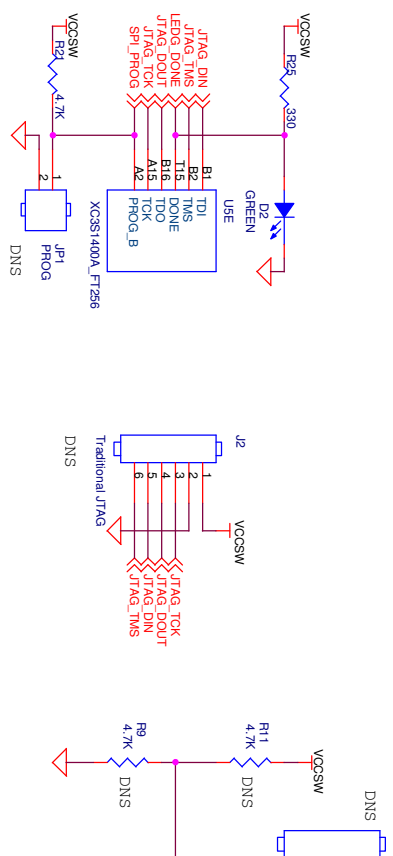 VCCSW
R25
330
D2
GREEN
JTAG_DIN
JTAG_TMS
LEDG_DONE
JTAG_DOUT
JTAG_TCK
SPI_PROG
B1
B2
T15
B16
A15
A2
TDI
TMS
DONE
TDO
TCK
PROG_B
U5E
XC3S1400A_FT256
VCCSW
R21
4.7K
1
2
JP1
PROG
DNS
J2
1
2
3
4
5
6
Traditional JTAG
DNS
VCCSW
JTAG_TCK
JTAG_DOUT
JTAG_DIN
JTAG_TMS
DNS
VCCSW
R11
4.7K
DNS
R9
4.7K
DNS